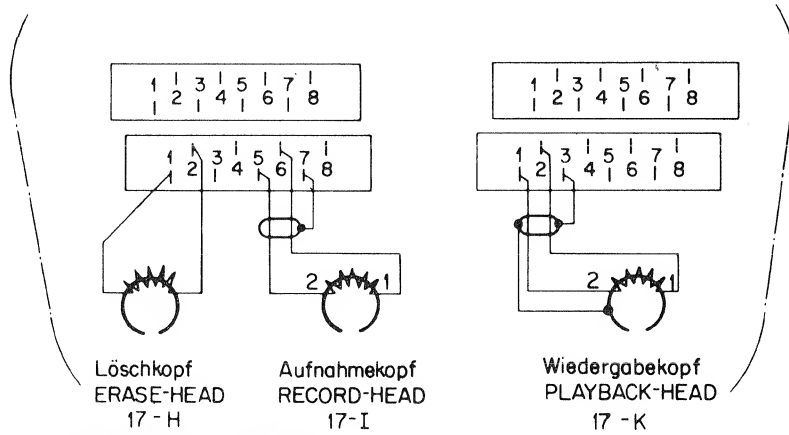 1 2 3 4 5 6 7 8
1 2 3 4 5 6 7 8
1 2 3 4 5 6 7 8
1 2 3 4 5 6 7 8
2 1
2 1
Löschkopf
ERASE-HEAD
17-H
Aufnahmekopf
RECORD-HEAD
17-I
Wiedergabekopf
PLAYBACK-HEAD
17-K